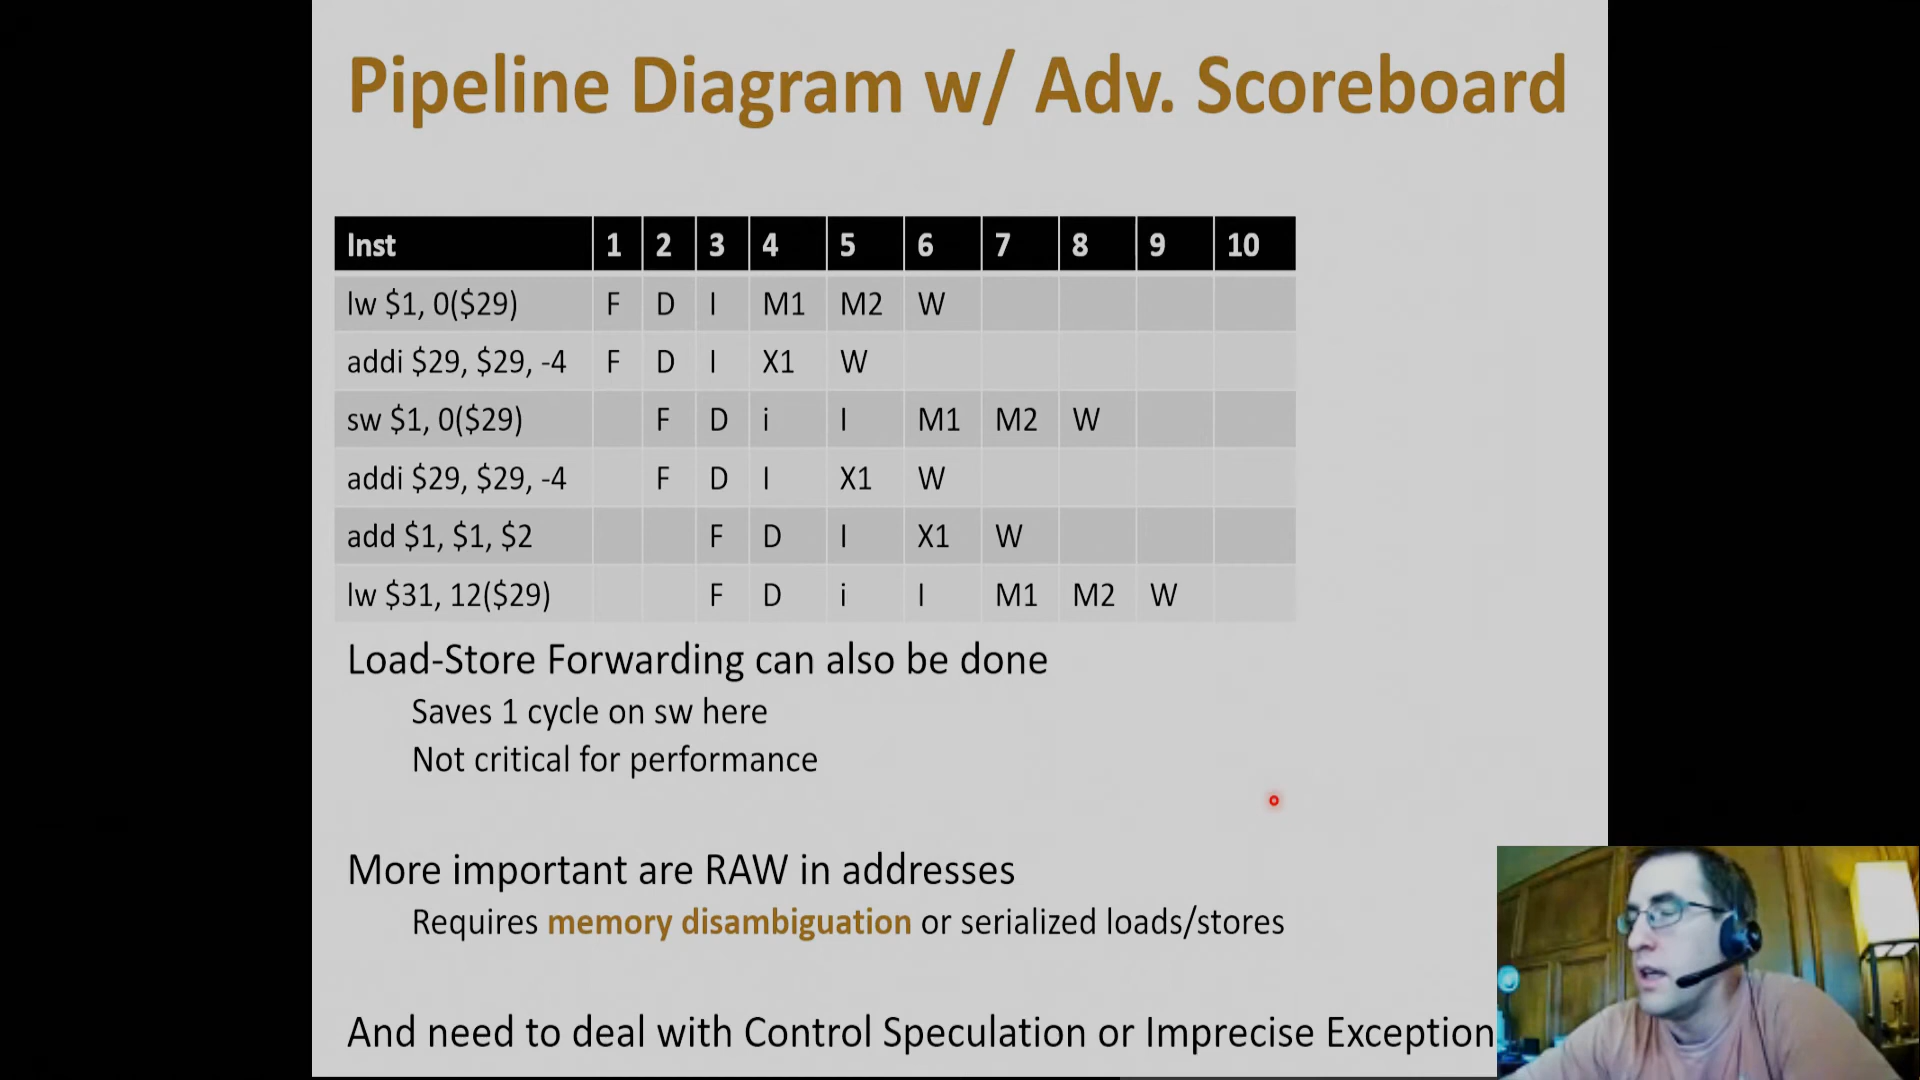 Pipeline Diagram w/ Adv. Scoreboard
Inst 1 2 3 4 5 6 7 8 9 10
lw $1, 0($29) F D I M1 M2 W
addi $29, $29, -4 F D I X1 W
sw $1, 0($29) F D i I M1 M2 W
addi $29, $29, -4 F D I X1 W
add $1, $1, $2 F D I X1 W
lw $31, 12($29) F D i I M1 M2 W
Load-Store Forwarding can also be done
Saves 1 cycle on sw here
Not critical for performance
More important are RAW in addresses
Requires memory disambiguation or serialized loads/stores
And need to deal with Control Speculation or Imprecise Exception